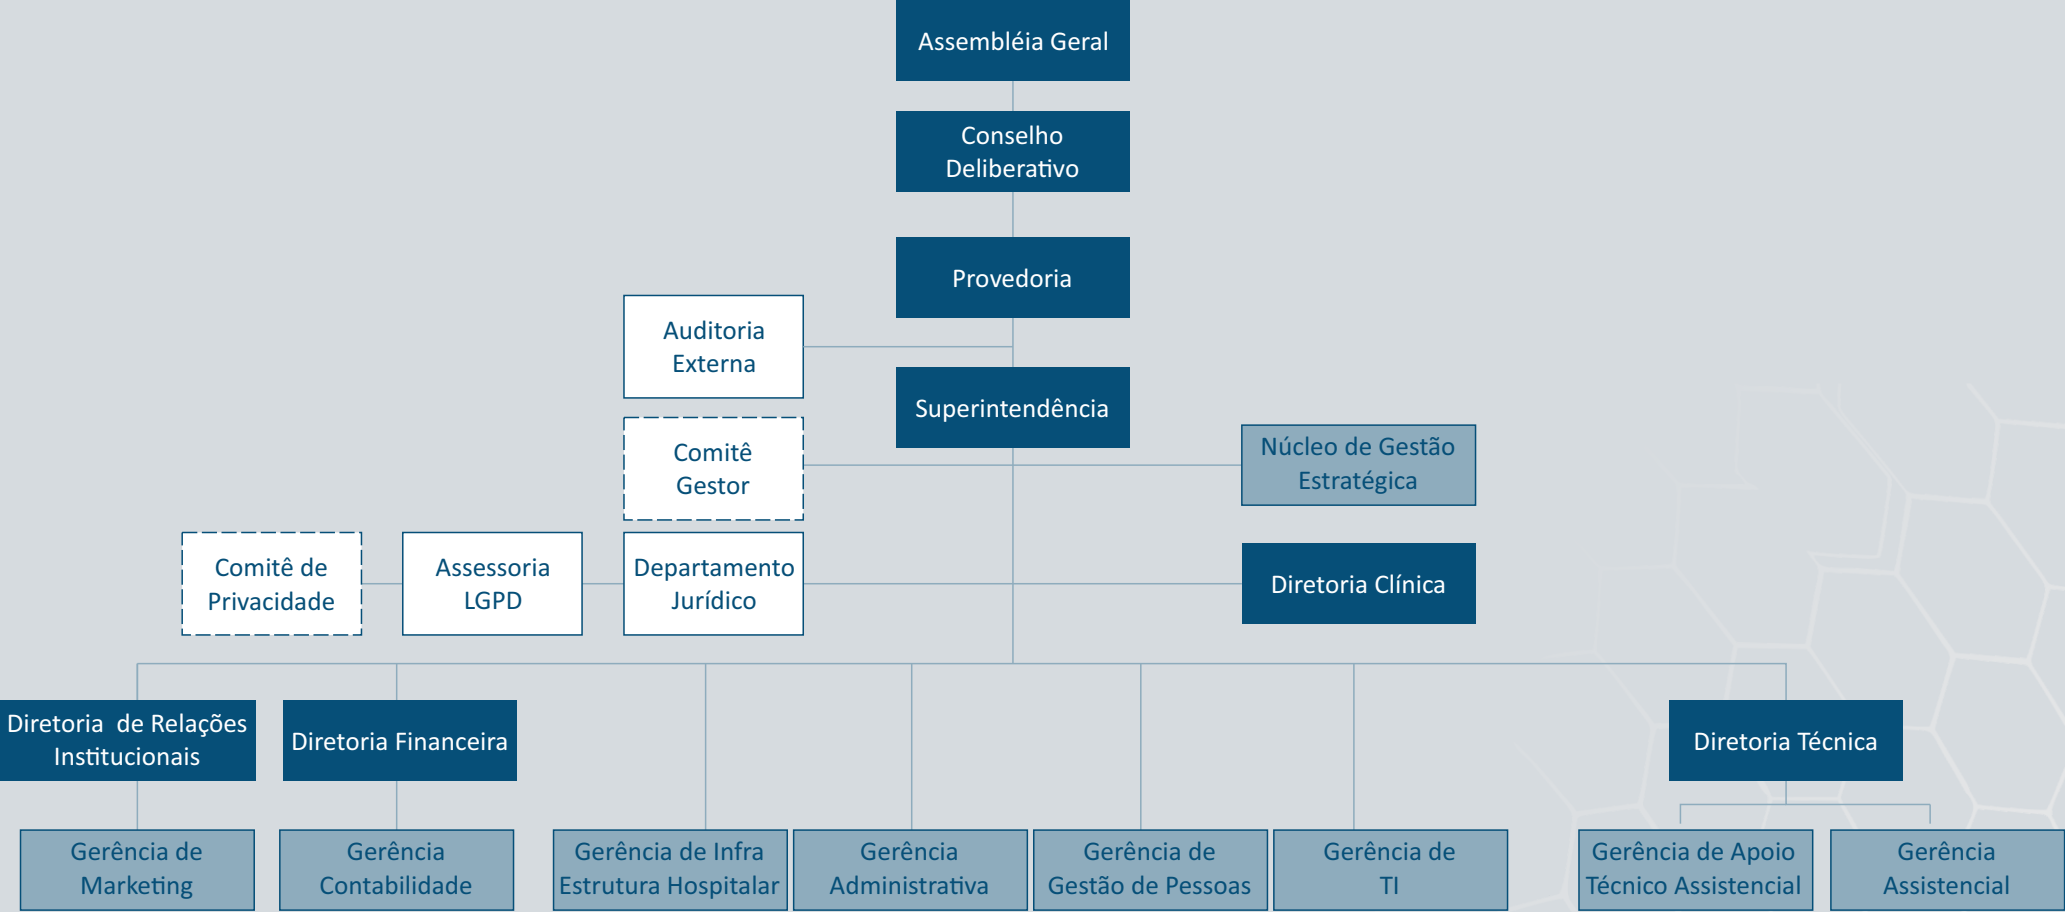 Assembléia Geral
Conselho
Deliberativo
Provedoria
Auditoria
Externa
Superintendência
Comitê
Gestor
Núcleo de Gestão
Estratégica
Comitê de
Privacidade
Assessoria
LGPD
Departamento
Jurídico
Diretoria Clínica
Diretoria de Relações
Institucionais
Diretoria Financeira
Diretoria Técnica
Gerência de
Marketing
Gerência
Contabilidade
Gerência de Infra
Estrutura Hospitalar
Gerência
Administrativa
Gerência de
Gestão de Pessoas
Gerência de
TI
Gerência de Apoio
Técnico Assistencial
Gerência
Assistencial